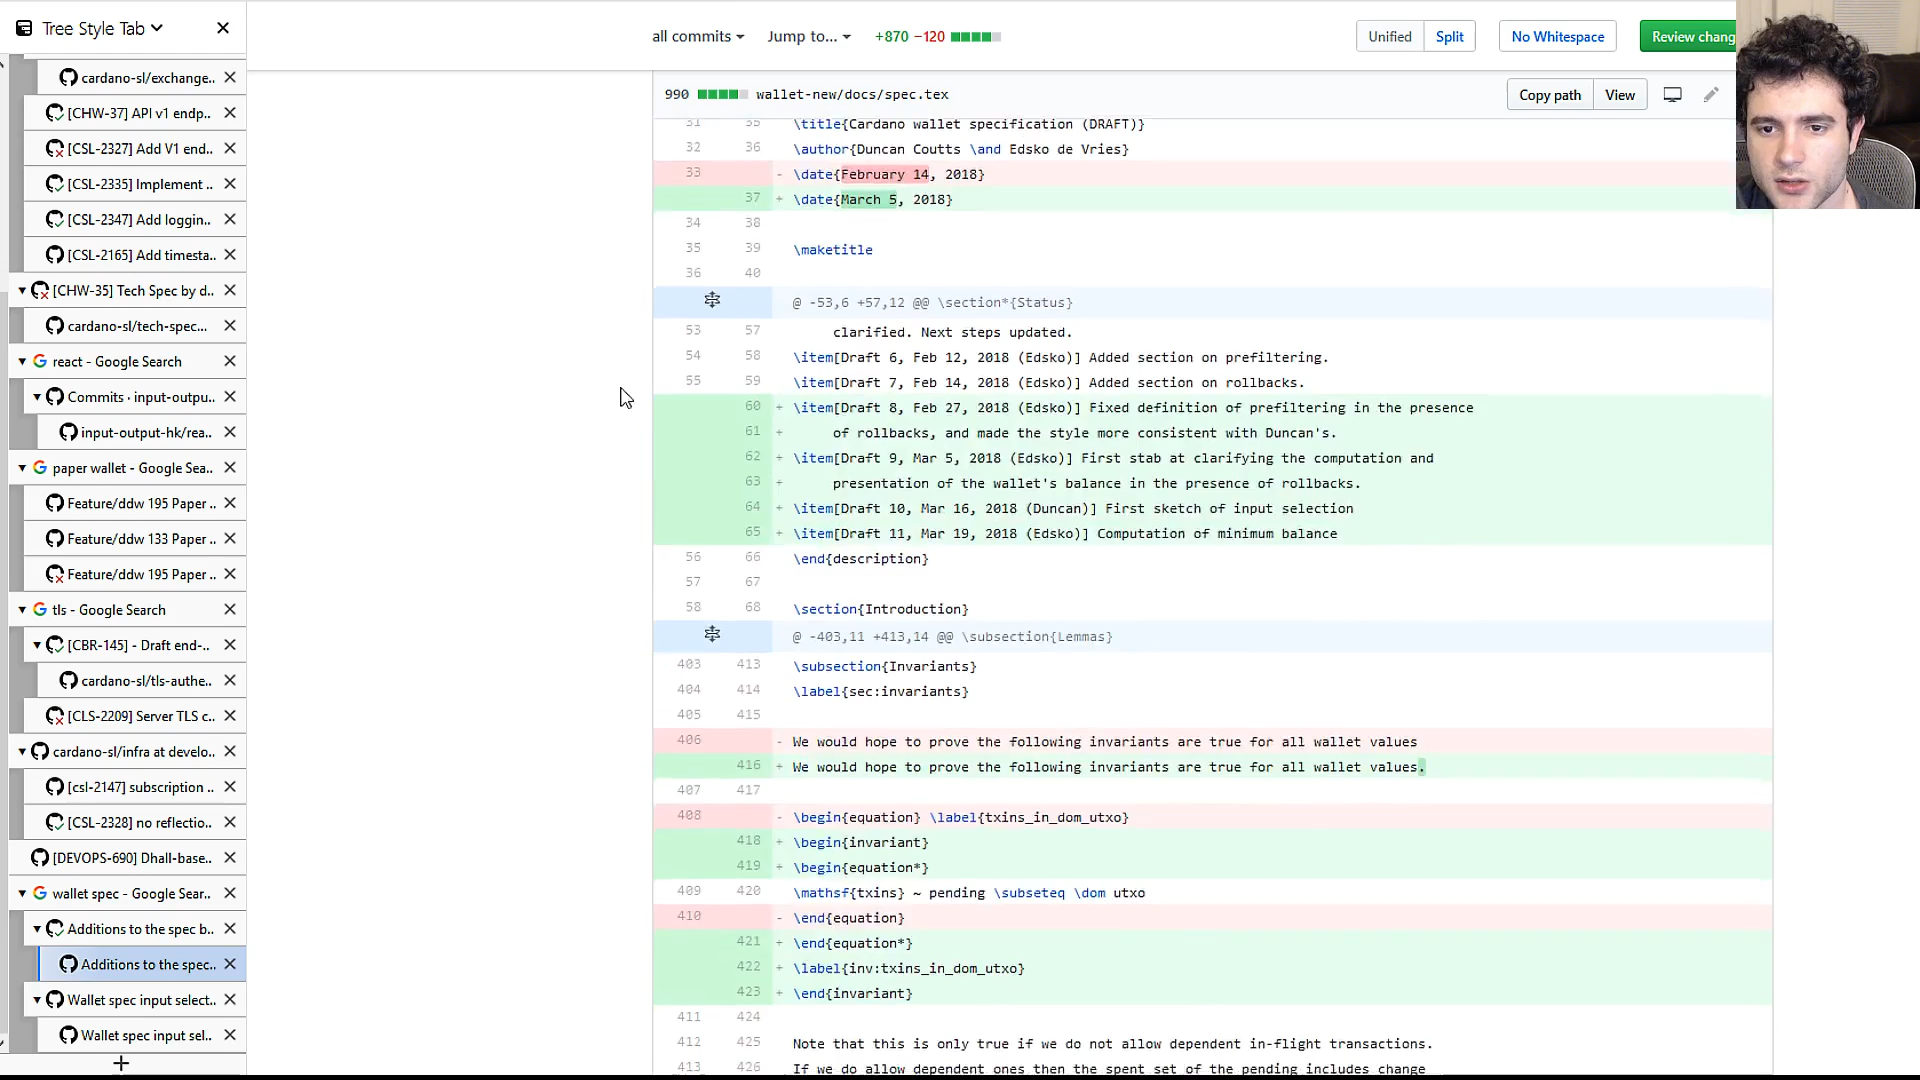 Tree Style Tab
cardano-sl/exchange..
[CHW-37] API v1 endp..
[CSL-2327] Add V1 end..
[CSL-2335] Implement ..
[CSL-2347] Add loggin..
[CSL-2165] Add timesta..
[CHW-35] Tech Spec by d..
cardano-sl/tech-spec...
react - Google Search
Commits · input-outpu..
input-output-hk/rea..
paper wallet - Google Sea..
Feature/ddw 195 Paper ..
Feature/ddw 133 Paper ..
Feature/ddw 195 Paper ..
tls - Google Search
[CBR-145] - Draft end-..
cardano-sl/tls-authe..
[CLS-2209] Server TLS c..
cardano-sl/infra at develo..
[csl-2147] subscription ..
[CSL-2328] no reflectio..
[DEVOPS-690] Dhall-base..
wallet spec - Google Sear..
Additions to the spec b..
Additions to the spec..
Wallet spec input select..
Wallet spec input sel..
all commits Jump to... +870 −120 Unified Split No Whitespace Review chang
990 wallet-new/docs/spec.tex Copy path View
31 35 \title{Cardano wallet specification (DRAFT)}
32 36 \author{Duncan Coutts \and Edsko de Vries}
33 - \date{February 14, 2018}
37 + \date{March 5, 2018}
34 38
35 39 \maketitle
36 40
@ -53,6 +57,12 @@ \section*{Status}
53 57 clarified. Next steps updated.
54 58 \item[Draft 6, Feb 12, 2018 (Edsko)] Added section on prefiltering.
55 59 \item[Draft 7, Feb 14, 2018 (Edsko)] Added section on rollbacks.
60 + \item[Draft 8, Feb 27, 2018 (Edsko)] Fixed definition of prefiltering in the presence
61 + of rollbacks, and made the style more consistent with Duncan's.
62 + \item[Draft 9, Mar 5, 2018 (Edsko)] First stab at clarifying the computation and
63 + presentation of the wallet's balance in the presence of rollbacks.
64 + \item[Draft 10, Mar 16, 2018 (Duncan)] First sketch of input selection
65 + \item[Draft 11, Mar 19, 2018 (Edsko)] Computation of minimum balance
56 66 \end{description}
57 67
58 68 \section{Introduction}
@ -403,11 +413,14 @@ \subsection{Lemmas}
403 413 \subsection{Invariants}
404 414 \label{sec:invariants}
405 415
406 - We would hope to prove the following invariants are true for all wallet values
416 + We would hope to prove the following invariants are true for all wallet values.
407 417
408 - \begin{equation} \label{txins_in_dom_utxo}
418 + \begin{invariant}
419 + \begin{equation*}
409 420 \mathsf{txins} ~ pending \subseteq \dom utxo
410 - \end{equation}
421 + \end{equation*}
422 + \label{inv:txins_in_dom_utxo}
423 + \end{invariant}
411 424
412 425 Note that this is only true if we do not allow dependent in-flight transactions.
413 426 If we do allow dependent ones then the spent set of the pending includes change